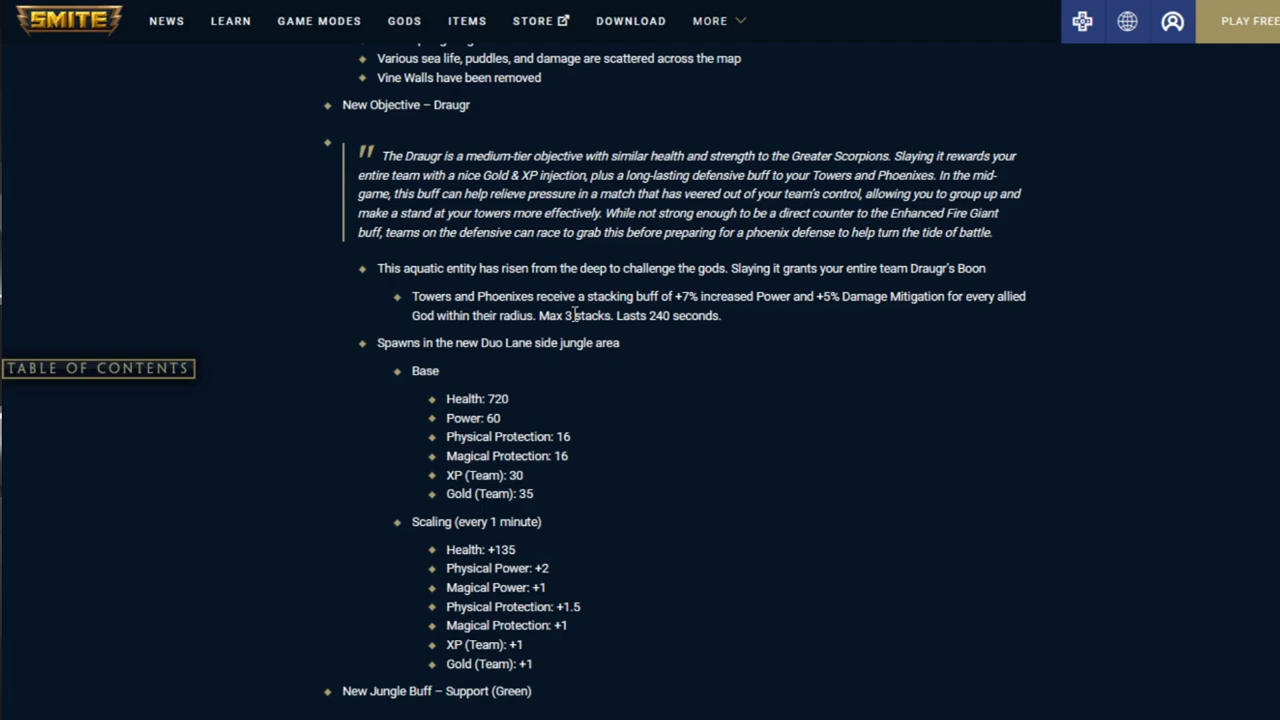 SMITE NEWS LEARN GAME MODES GODS ITEMS STORE DOWNLOAD MORE PLAY FREE
Various sea life, puddles, and damage are scattered across the map
Vine Walls have been removed
New Objective – Draugr
" The Draugr is a medium-tier objective with similar health and strength to the Greater Scorpions. Slaying it rewards your
entire team with a nice Gold & XP injection, plus a long-lasting defensive buff to your Towers and Phoenixes. In the mid-
game, this buff can help relieve pressure in a match that has veered out of your team's control, allowing you to group up and
make a stand at your towers more effectively. While not strong enough to be a direct counter to the Enhanced Fire Giant
buff, teams on the defensive can race to grab this before preparing for a phoenix defense to help turn the tide of battle.
This aquatic entity has risen from the deep to challenge the gods. Slaying it grants your entire team Draugr's Boon
Towers and Phoenixes receive a stacking buff of +7% increased Power and +5% Damage Mitigation for every allied
God within their radius. Max 3 stacks. Lasts 240 seconds.
Spawns in the new Duo Lane side jungle area
TABLE OF CONTENTS
Base
Health: 720
Power: 60
Physical Protection: 16
Magical Protection: 16
XP (Team): 30
Gold (Team): 35
Scaling (every 1 minute)
Health: +135
Physical Power: +2
Magical Power: +1
Physical Protection: +1.5
Magical Protection: +1
XP (Team): +1
Gold (Team): +1
New Jungle Buff – Support (Green)